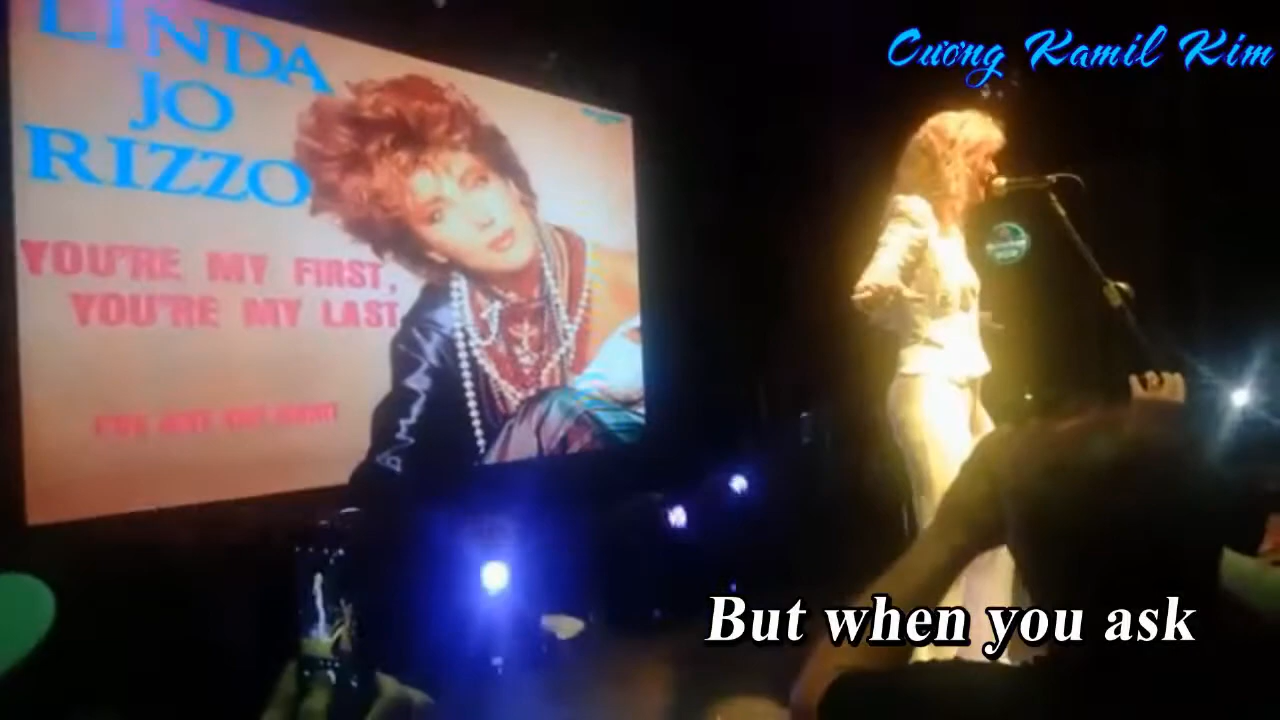 LINDA
JO
RIZZO
YOU'RE MY FIRST,
YOU'RE MY LAST
Cương Kamil Kim
But when you ask